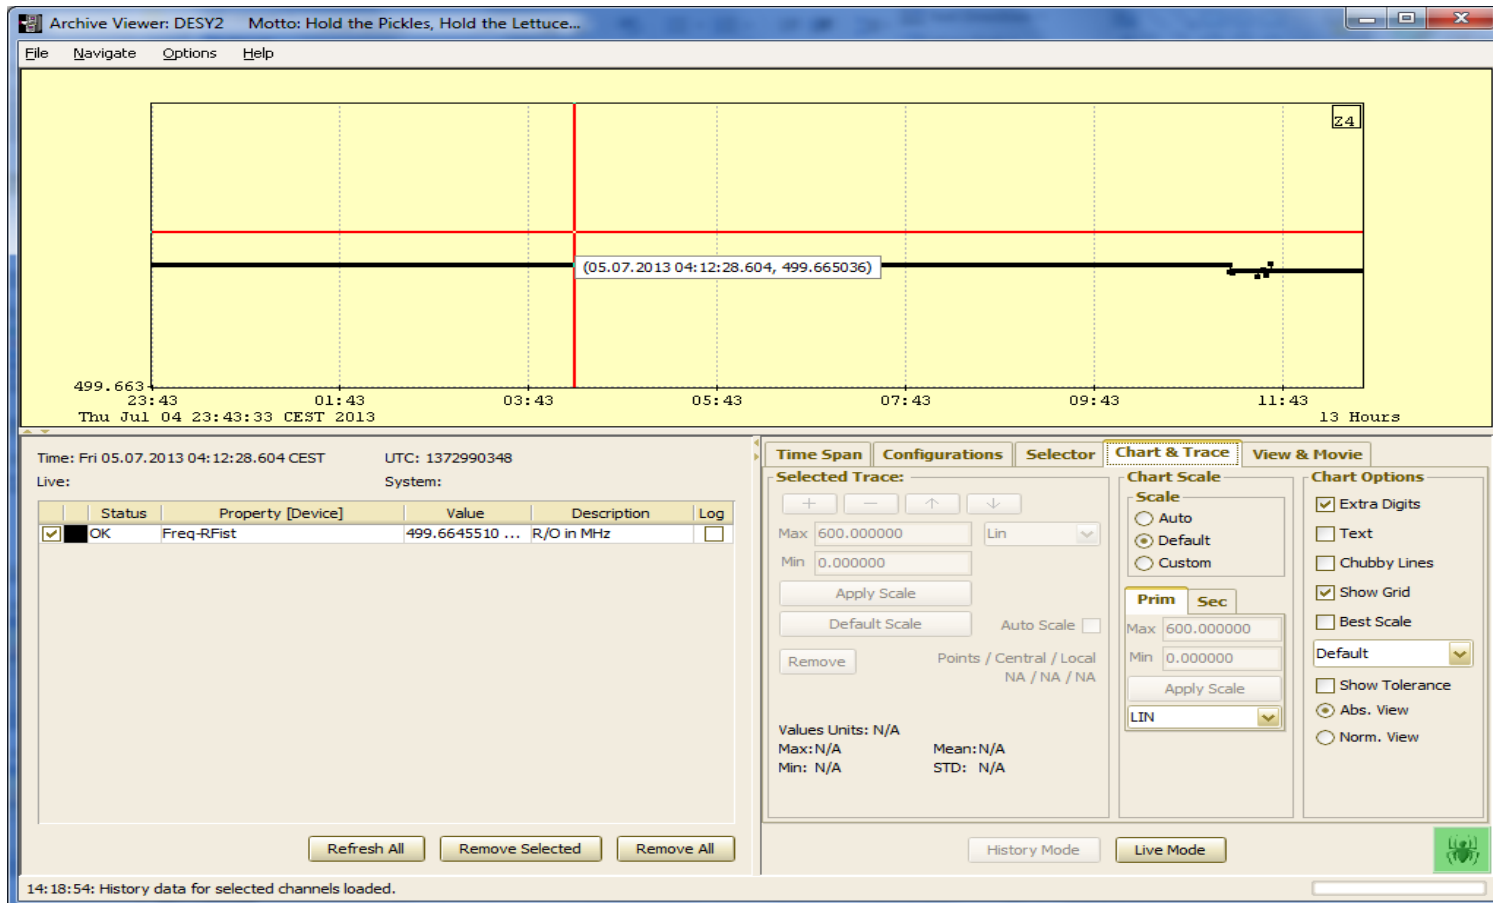 Archive Viewer: DESY2 Motto: Hold the Pickles, Hold the Lettuce...
File Navigate Options Help
Z4
(05.07.2013 04:12:28.604, 499.665036)
499.663
23:43 01:43 03:43 05:43 07:43 09:43 11:43
Thu Jul 04 23:43:33 CEST 2013 13 Hours
Time: Fri 05.07.2013 04:12:28.604 CEST UTC: 1372990348
Live: System:
Status Property [Device] Value Description Log
OK Freq-RFist 499.6645510 ... R/O in MHz
Refresh All Remove Selected Remove All
Time Span Configurations Selector Chart & Trace View & Movie
Selected Trace:
+ − ↑ ↓
Max 600.000000 Lin
Min 0.000000
Apply Scale
Default Scale Auto Scale
Remove Points / Central / Local
NA / NA / NA
Values Units: N/A
Max: N/A Mean: N/A
Min: N/A STD: N/A
Chart Scale
Scale
Auto
Default
Custom
Prim Sec
Max 600.000000
Min 0.000000
Apply Scale
LIN
Chart Options
Extra Digits
Text
Chubby Lines
Show Grid
Best Scale
Default
Show Tolerance
Abs. View
Norm. View
History Mode Live Mode
14:18:54: History data for selected channels loaded.